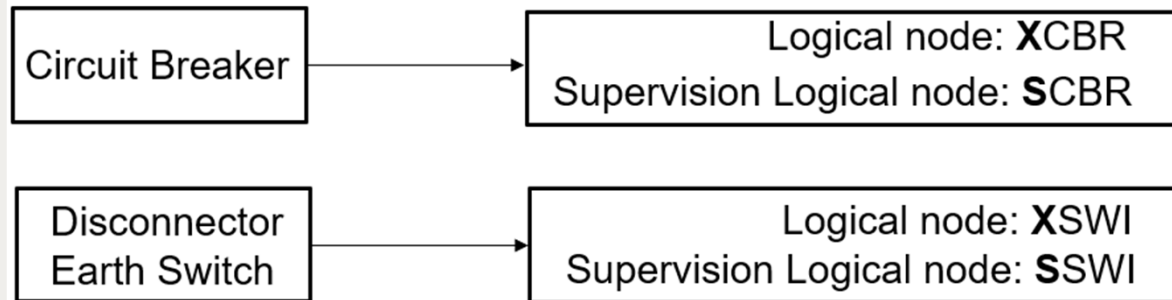 Circuit Breaker
Logical node: XCBR
Supervision Logical node: SCBR
Disconnector
Earth Switch
Logical node: XSWI
Supervision Logical node: SSWI